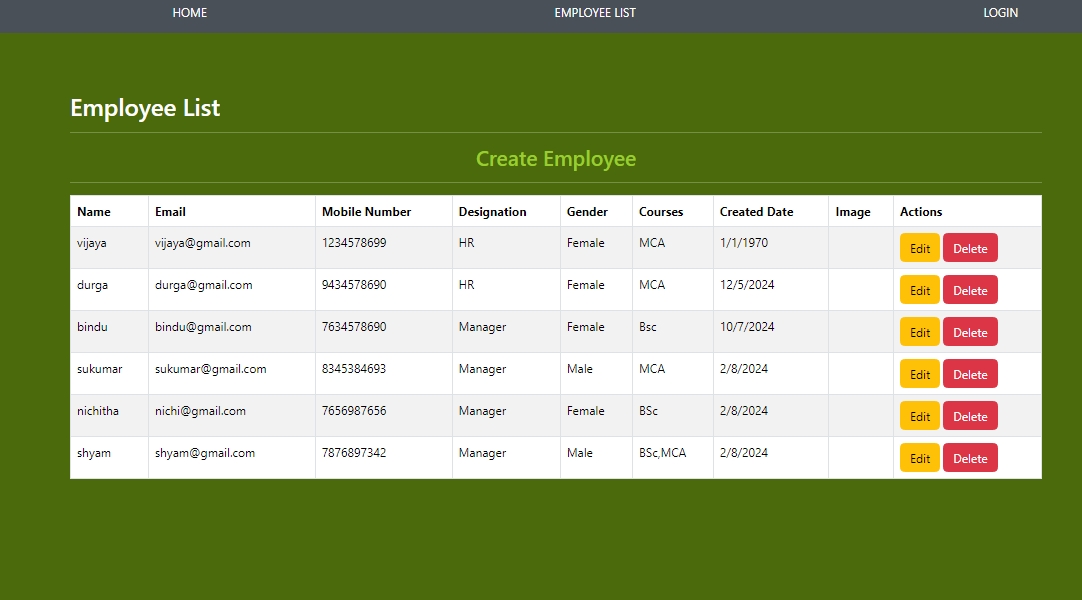 HOME EMPLOYEE LIST LOGIN
Employee List
Create Employee
Name Email Mobile Number Designation Gender Courses Created Date Image Actions
vijaya vijaya@gmail.com 1234578699 HR Female MCA 1/1/1970 Edit Delete
durga durga@gmail.com 9434578690 HR Female MCA 12/5/2024 Edit Delete
bindu bindu@gmail.com 7634578690 Manager Female Bsc 10/7/2024 Edit Delete
sukumar sukumar@gmail.com 8345384693 Manager Male MCA 2/8/2024 Edit Delete
nichitha nichi@gmail.com 7656987656 Manager Female BSc 2/8/2024 Edit Delete
shyam shyam@gmail.com 7876897342 Manager Male BSc,MCA 2/8/2024 Edit Delete